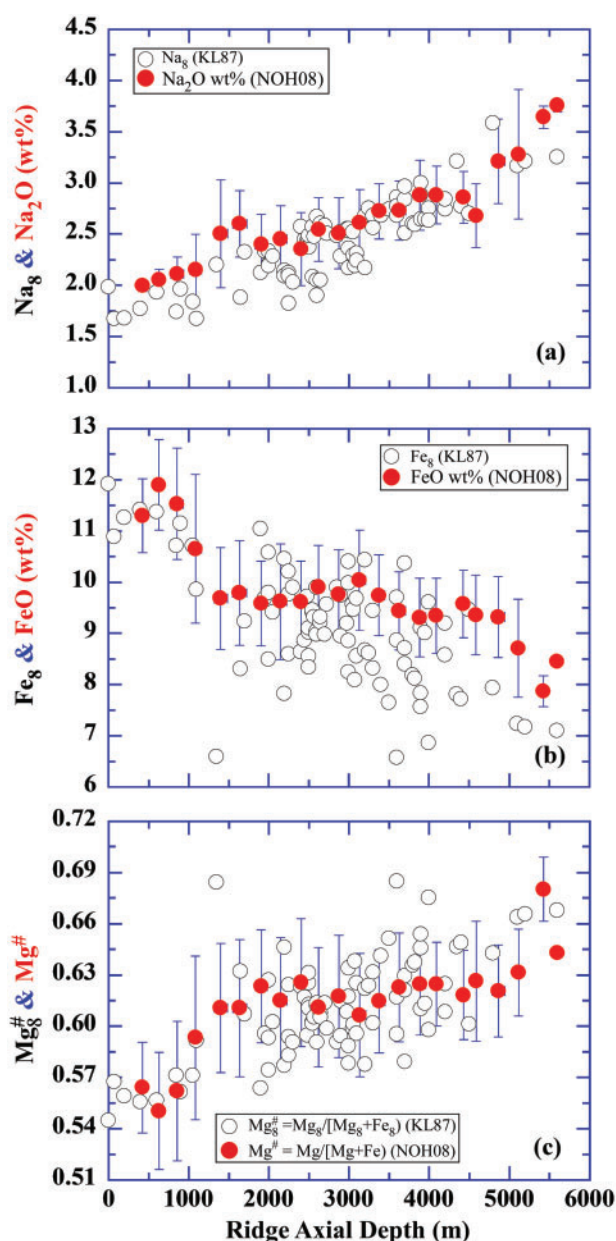 4.5
4.0
3.5
3.0
2.5
2.0
1.5
1.0
Na8 & Na2O (wt%)
Na8 (KL87)
Na2O wt% (NOH08)
(a)
13
12
11
10
9
8
7
6
Fe8 & FeO (wt%)
Fe8 (KL87)
FeO wt% (NOH08)
(b)
0.72
0.69
0.66
0.63
0.60
0.57
0.54
0.51
Mg8# & Mg#
Mg8# =Mg8/[Mg8+Fe8) (KL87)
Mg# = Mg/[Mg+Fe) (NOH08)
(c)
0 1000 2000 3000 4000 5000 6000
Ridge Axial Depth (m)